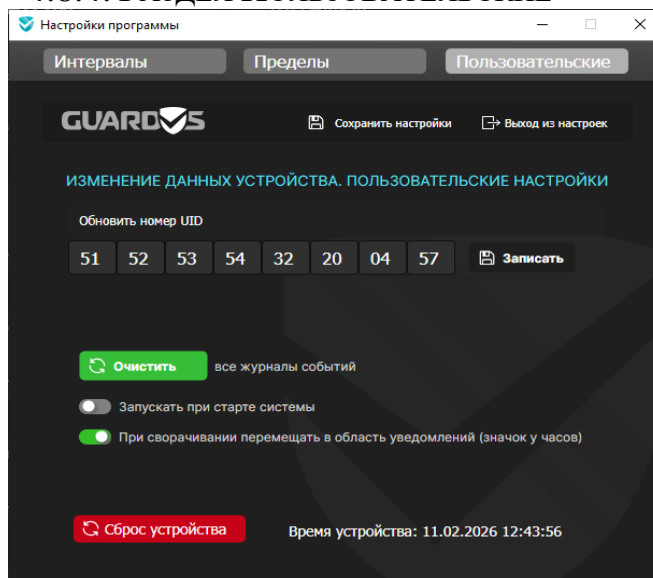 Настройки программы
Интервалы Пределы Пользовательские
GUARDVS Сохранить настройки Выход из настроек
ИЗМЕНЕНИЕ ДАННЫХ УСТРОЙСТВА. ПОЛЬЗОВАТЕЛЬСКИЕ НАСТРОЙКИ
Обновить номер UID
51 52 53 54 32 20 04 57 Записать
Очистить все журналы событий
Запускать при старте системы
При сворачивании перемещать в область уведомлений (значок у часов)
Сброс устройства Время устройства: 11.02.2026 12:43:56